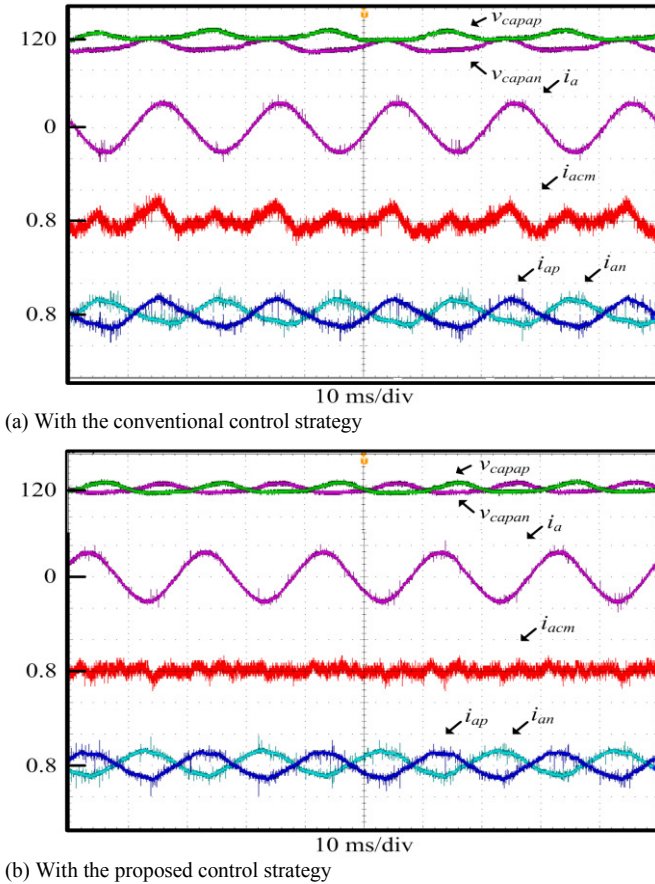 120
v_capap
v_capan
i_a
0
i_acm
0.8
i_ap
i_an
0.8
10 ms/div
(a) With the conventional control strategy
120
v_capap
v_capan
i_a
0
i_acm
0.8
i_ap
i_an
0.8
10 ms/div
(b) With the proposed control strategy